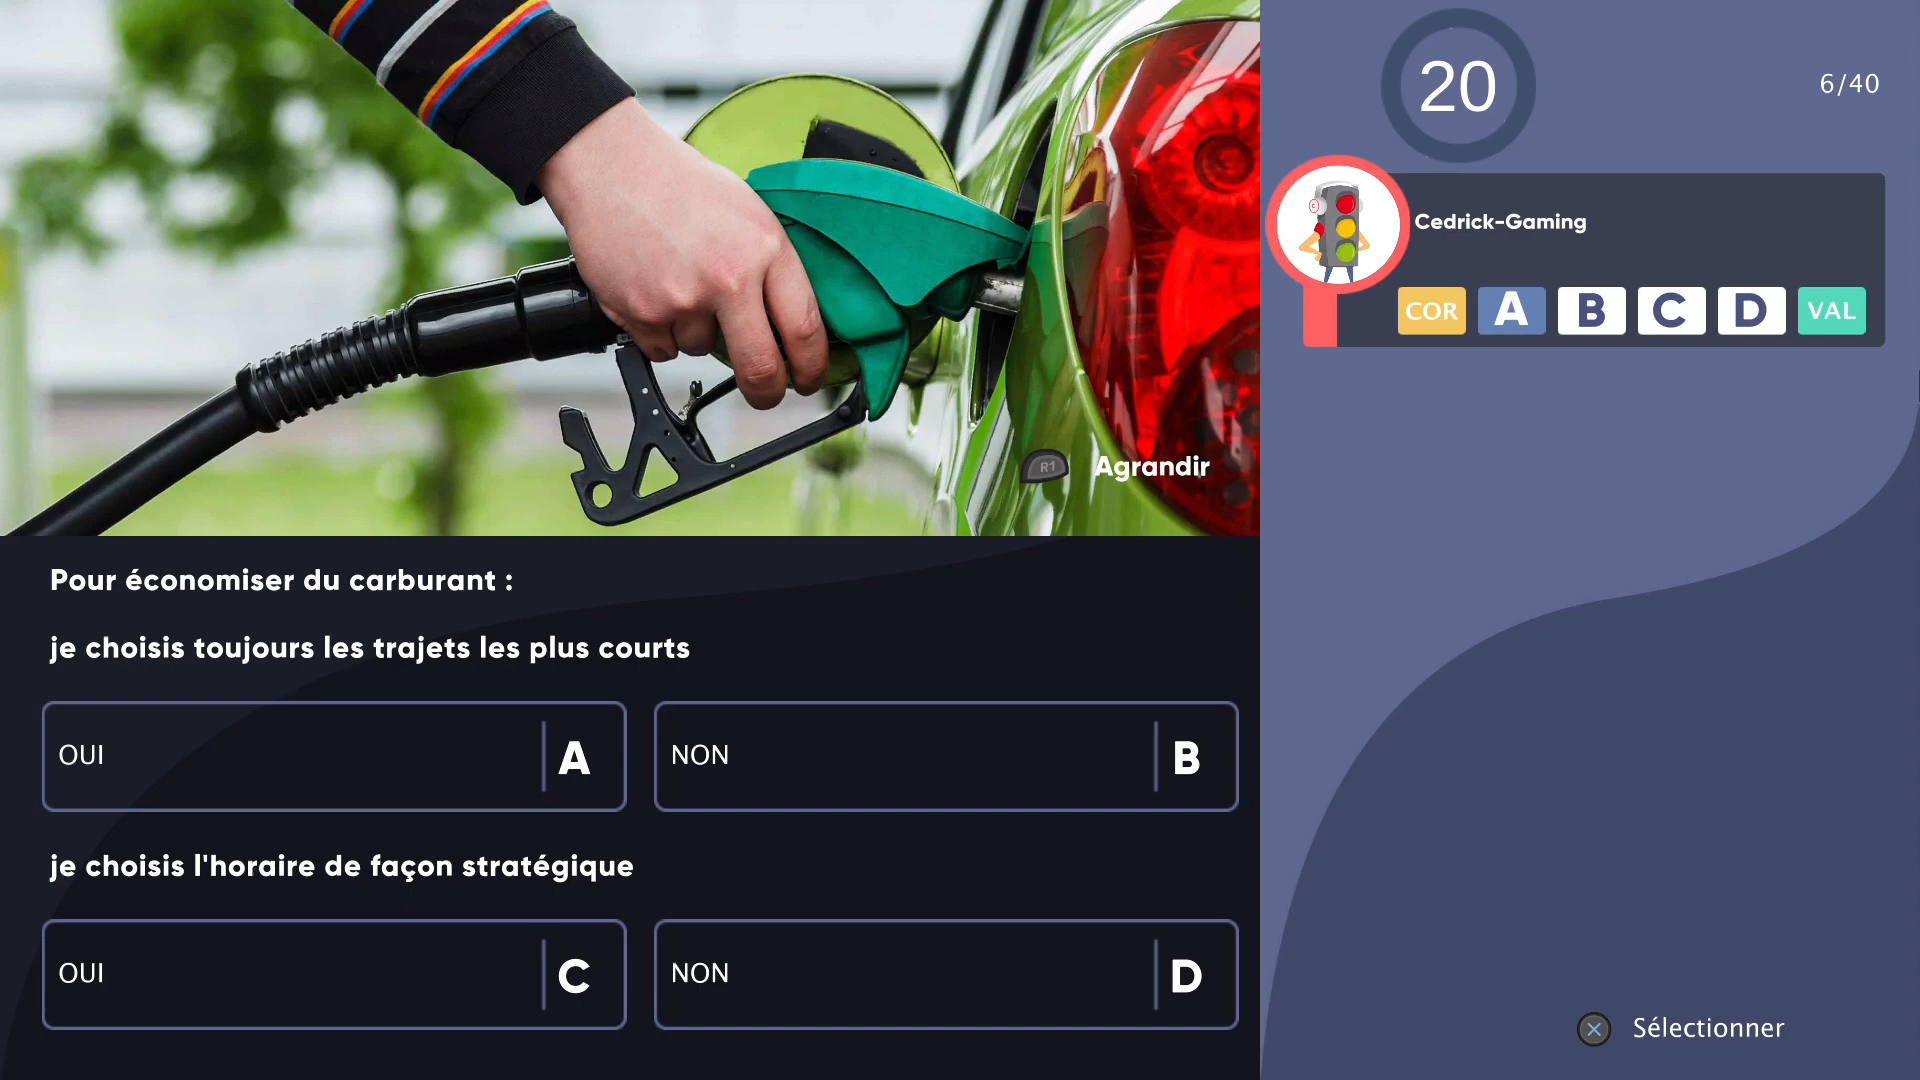 20
6/40
Cedrick-Gaming
COR A B C D VAL
R1 Agrandir
Pour économiser du carburant :
je choisis toujours les trajets les plus courts
OUI A
NON B
je choisis l'horaire de façon stratégique
OUI C
NON D
Sélectionner